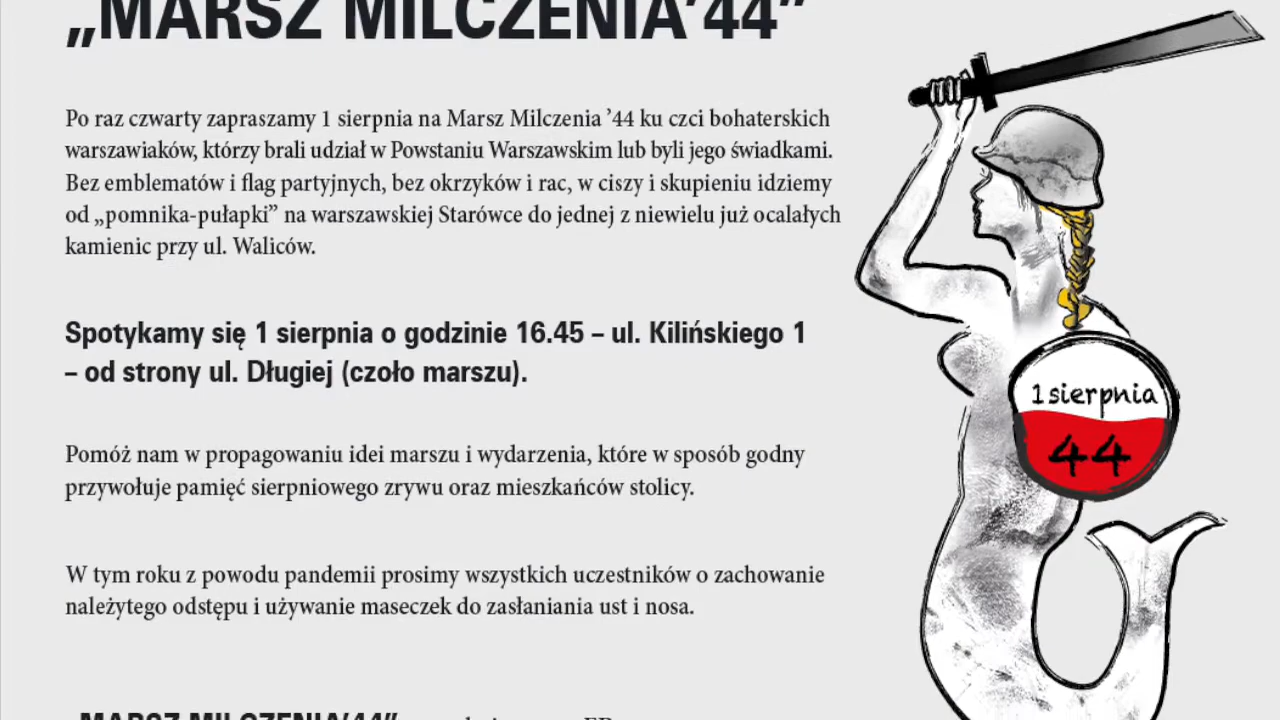 „MARSZ MILCZENIA’44”
Po raz czwarty zapraszamy 1 sierpnia na Marsz Milczenia ’44 ku czci bohaterskich
warszawiaków, którzy brali udział w Powstaniu Warszawskim lub byli jego świadkami.
Bez emblematów i flag partyjnych, bez okrzyków i rac, w ciszy i skupieniu idziemy
od „pomnika-pułapki” na warszawskiej Starówce do jednej z niewielu już ocalałych
kamienic przy ul. Waliców.
Spotykamy się 1 sierpnia o godzinie 16.45 – ul. Kilińskiego 1
– od strony ul. Długiej (czoło marszu).
Pomóż nam w propagowaniu idei marszu i wydarzenia, które w sposób godny
przywołuje pamięć sierpniowego zrywu oraz mieszkańców stolicy.
W tym roku z powodu pandemii prosimy wszystkich uczestników o zachowanie
należytego odstępu i używanie maseczek do zasłaniania ust i nosa.
„MARSZ MILCZENIA’44”
1 sierpnia
44